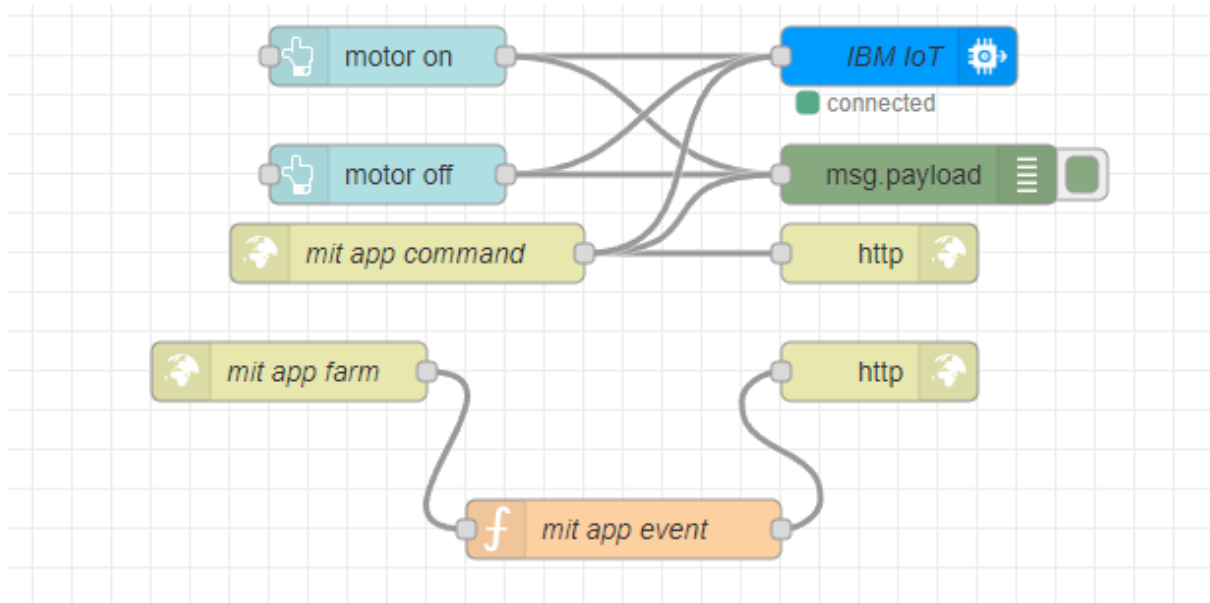 motor on
IBM IoT
connected
motor off
msg.payload
mit app command
http
mit app farm
http
mit app event